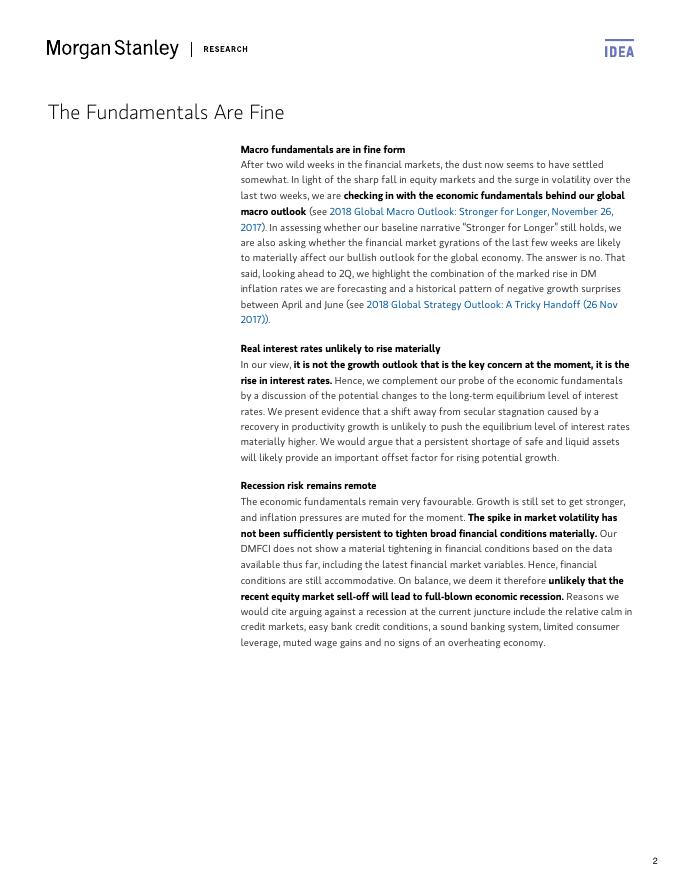 Morgan Stanley | RESEARCH
IDEA
The Fundamentals Are Fine
Macro fundamentals are in fine form
After two wild weeks in the financial markets, the dust now seems to have settled
somewhat. In light of the sharp fall in equity markets and the surge in volatility over the
last two weeks, we are checking in with the economic fundamentals behind our global
macro outlook (see 2018 Global Macro Outlook: Stronger for Longer, November 26,
2017). In assessing whether our baseline narrative "Stronger for Longer" still holds, we
are also asking whether the financial market gyrations of the last few weeks are likely
to materially affect our bullish outlook for the global economy. The answer is no. That
said, looking ahead to 2Q, we highlight the combination of the marked rise in DM
inflation rates we are forecasting and a historical pattern of negative growth surprises
between April and June (see 2018 Global Strategy Outlook: A Tricky Handoff (26 Nov
2017)).
Real interest rates unlikely to rise materially
In our view, it is not the growth outlook that is the key concern at the moment, it is the
rise in interest rates. Hence, we complement our probe of the economic fundamentals
by a discussion of the potential changes to the long-term equilibrium level of interest
rates. We present evidence that a shift away from secular stagnation caused by a
recovery in productivity growth is unlikely to push the equilibrium level of interest rates
materially higher. We would argue that a persistent shortage of safe and liquid assets
will likely provide an important offset factor for rising potential growth.
Recession risk remains remote
The economic fundamentals remain very favourable. Growth is still set to get stronger,
and inflation pressures are muted for the moment. The spike in market volatility has
not been sufficiently persistent to tighten broad financial conditions materially. Our
DMFCI does not show a material tightening in financial conditions based on the data
available thus far, including the latest financial market variables. Hence, financial
conditions are still accommodative. On balance, we deem it therefore unlikely that the
recent equity market sell-off will lead to full-blown economic recession. Reasons we
would cite arguing against a recession at the current juncture include the relative calm in
credit markets, easy bank credit conditions, a sound banking system, limited consumer
leverage, muted wage gains and no signs of an overheating economy.
2